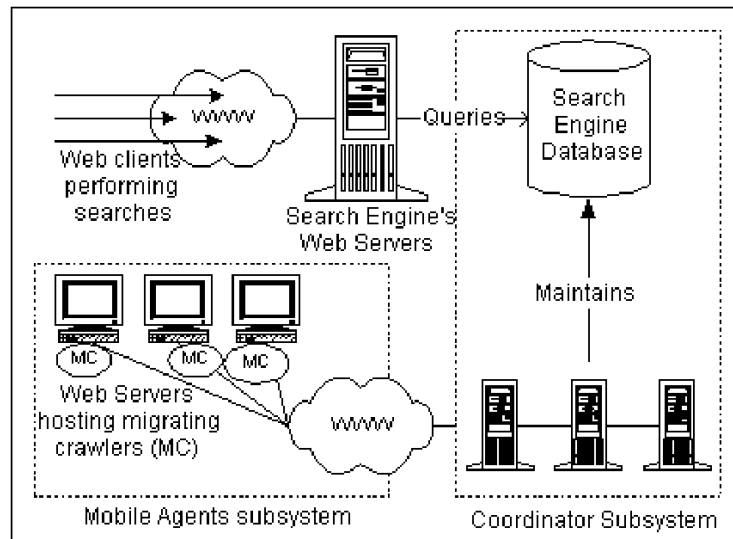 WWW
Web clients
performing
searches
Search Engine's
Web Servers
Queries
Search
Engine
Database
Maintains
MC
MC
MC
Web Servers
hosting migrating
crawlers (MC)
WWW
Mobile Agents subsystem
Coordinator Subsystem